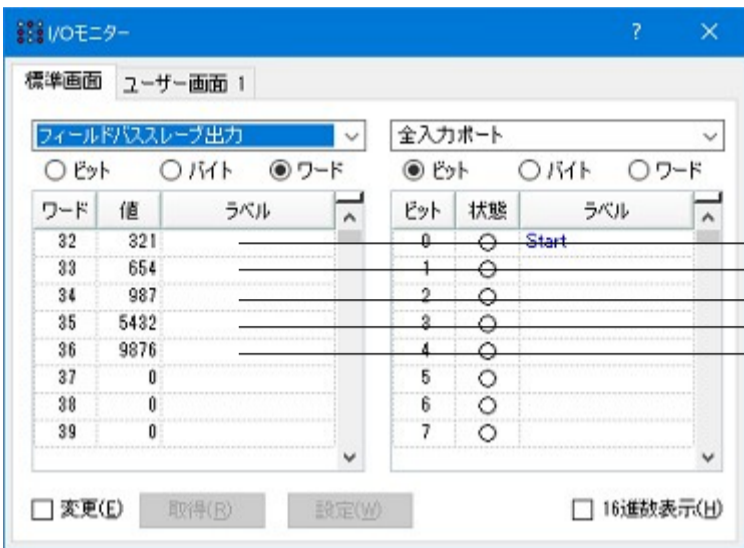 I/Oモニター ? ×
標準画面 ユーザー画面 1
フィールドバススレーブ出力 全入力ポート
ビット バイト ワード ビット バイト ワード
ワード 値 ラベル ビット 状態 ラベル
32 321 0 Start
33 654 1
34 987 2
35 5432 3
36 9876 4
37 0 5
38 0 6
39 0 7
変更(E) 取得(R) 設定(W) 16進数表示(H)